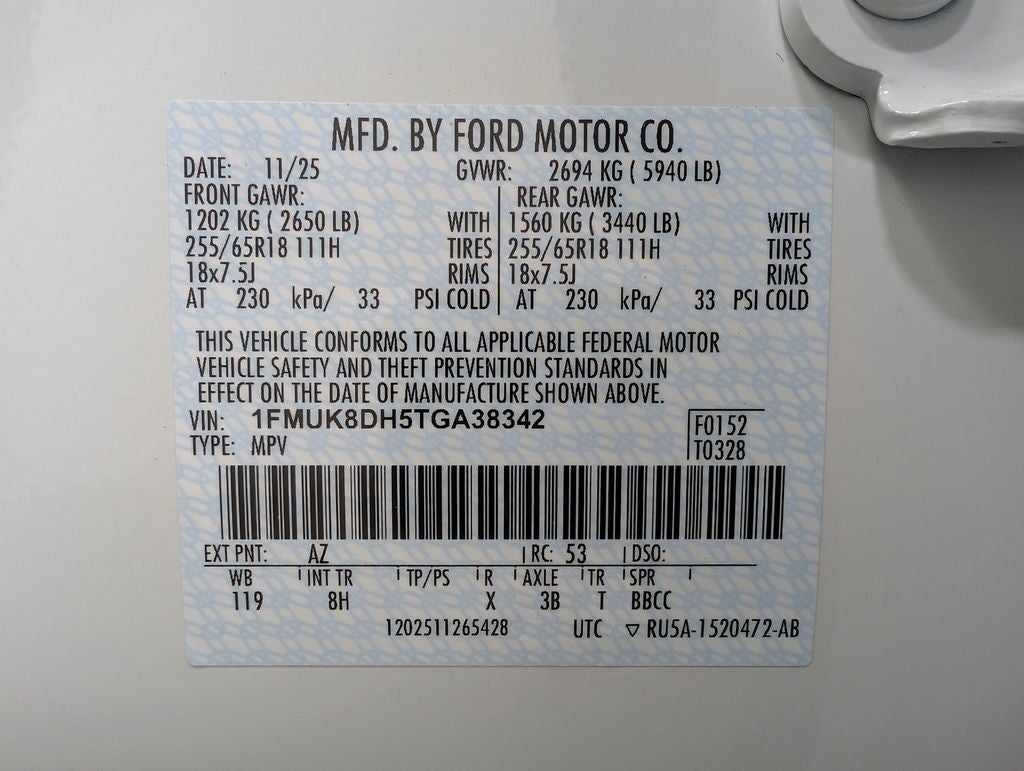 MFD. BY FORD MOTOR CO.
DATE: 11/25 GVWR: 2694 KG ( 5940 LB)
FRONT GAWR: REAR GAWR:
1202 KG ( 2650 LB) WITH 1560 KG ( 3440 LB) WITH
255/65R18 111H TIRES 255/65R18 111H TIRES
18x7.5J RIMS 18x7.5J RIMS
AT 230 kPa/ 33 PSI COLD AT 230 kPa/ 33 PSI COLD
THIS VEHICLE CONFORMS TO ALL APPLICABLE FEDERAL MOTOR
VEHICLE SAFETY AND THEFT PREVENTION STANDARDS IN
EFFECT ON THE DATE OF MANUFACTURE SHOWN ABOVE.
VIN: 1FMUK8DH5TGA38342 F0152
TYPE: MPV T0328
EXT PNT: AZ RC: 53 DSO:
WB INT TR TP/PS R AXLE TR SPR
119 8H X 3B T BBCC
1202511265428 UTC ▽ RU5A-1520472-AB